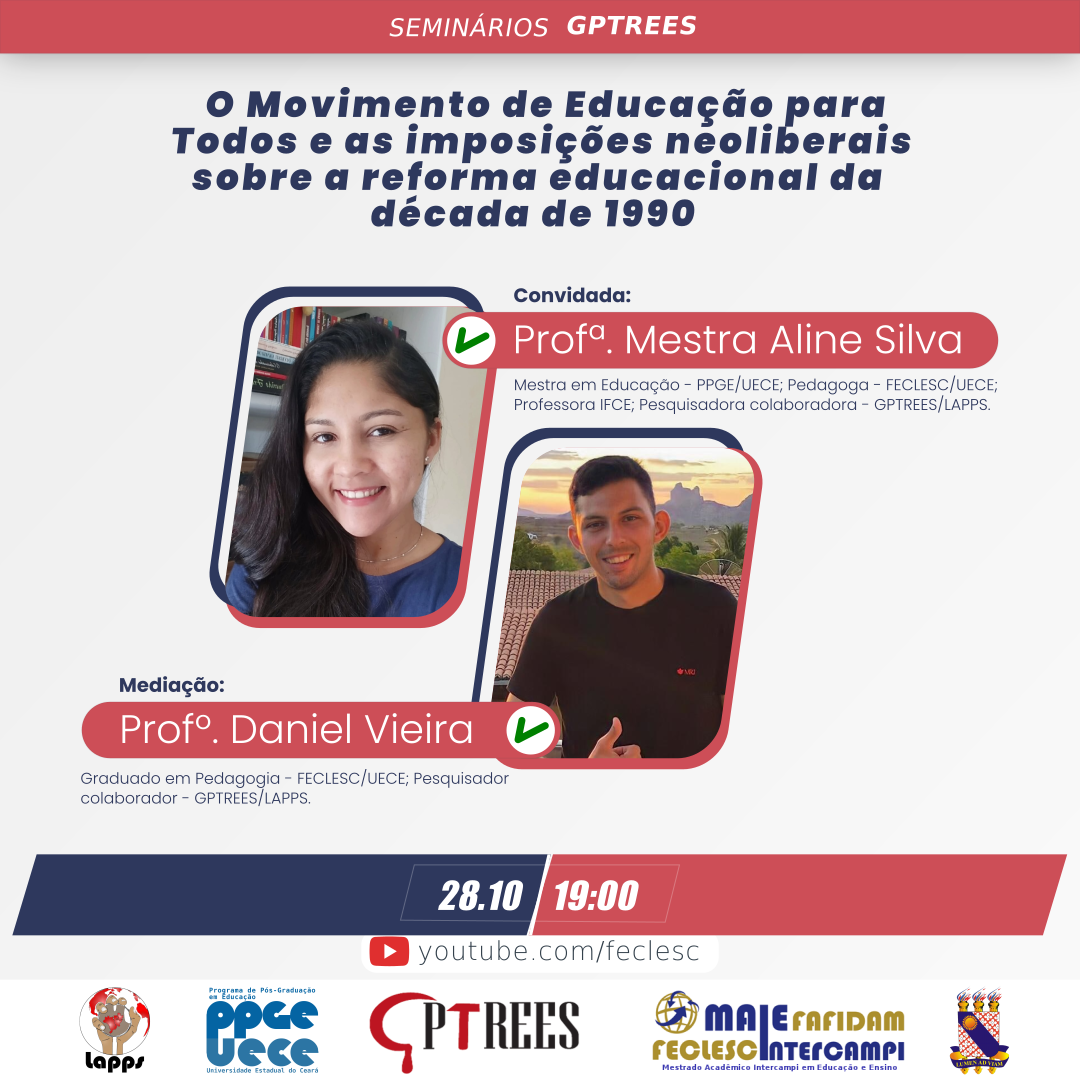 SEMINÁRIOS GPTREES
O Movimento de Educação para
Todos e as imposições neoliberais
sobre a reforma educacional da
década de 1990
Convidada:
Profª. Mestra Aline Silva
Mestra em Educação - PPGE/UECE; Pedagoga - FECLESC/UECE;
Professora IFCE; Pesquisadora colaboradora - GPTREES/LAPPS.
MRJ
Mediação:
Profº. Daniel Vieira
Graduado em Pedagogia - FECLESC/UECE; Pesquisador
colaborador - GPTREES/LAPPS.
28.10 19:00
youtube.com/feclesc
Lapps
Programa de Pós-Graduação
em Educação
PPGE
UECE
Universidade Estadual do Ceará
GPTREES
MAIE FAFIDAM
FECLESC INTERCAMPI
Mestrado Acadêmico Intercampi em Educação e Ensino
LUMEN AD VIAM